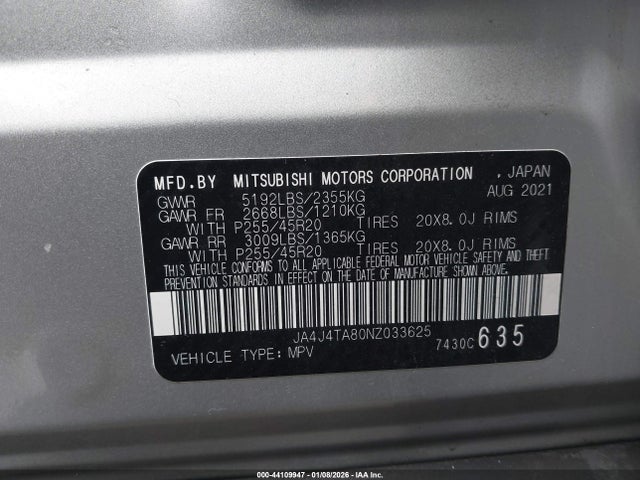 MFD.BY MITSUBISHI MOTORS CORPORATION , JAPAN
GVWR 5192LBS/2355KG AUG 2021
GAWR FR 2668LBS/1210KG
WITH P255/45R20 TIRES 20X8.0J RIMS
GAWR RR 3009LBS/1365KG
WITH P255/45R20 TIRES 20X8.0J RIMS
THIS VEHICLE CONFORMS TO ALL APPLICABLE FEDERAL MOTOR VEHICLE SAFETY AND THEFT
PREVENTION STANDARDS IN EFFECT ON THE DATE OF MANUFACTURE SHOWN ABOVE.
JA4J4TA80NZ033625
VEHICLE TYPE: MPV 7430C 635
000-44109947 - 01/08/2026 - IAA Inc.